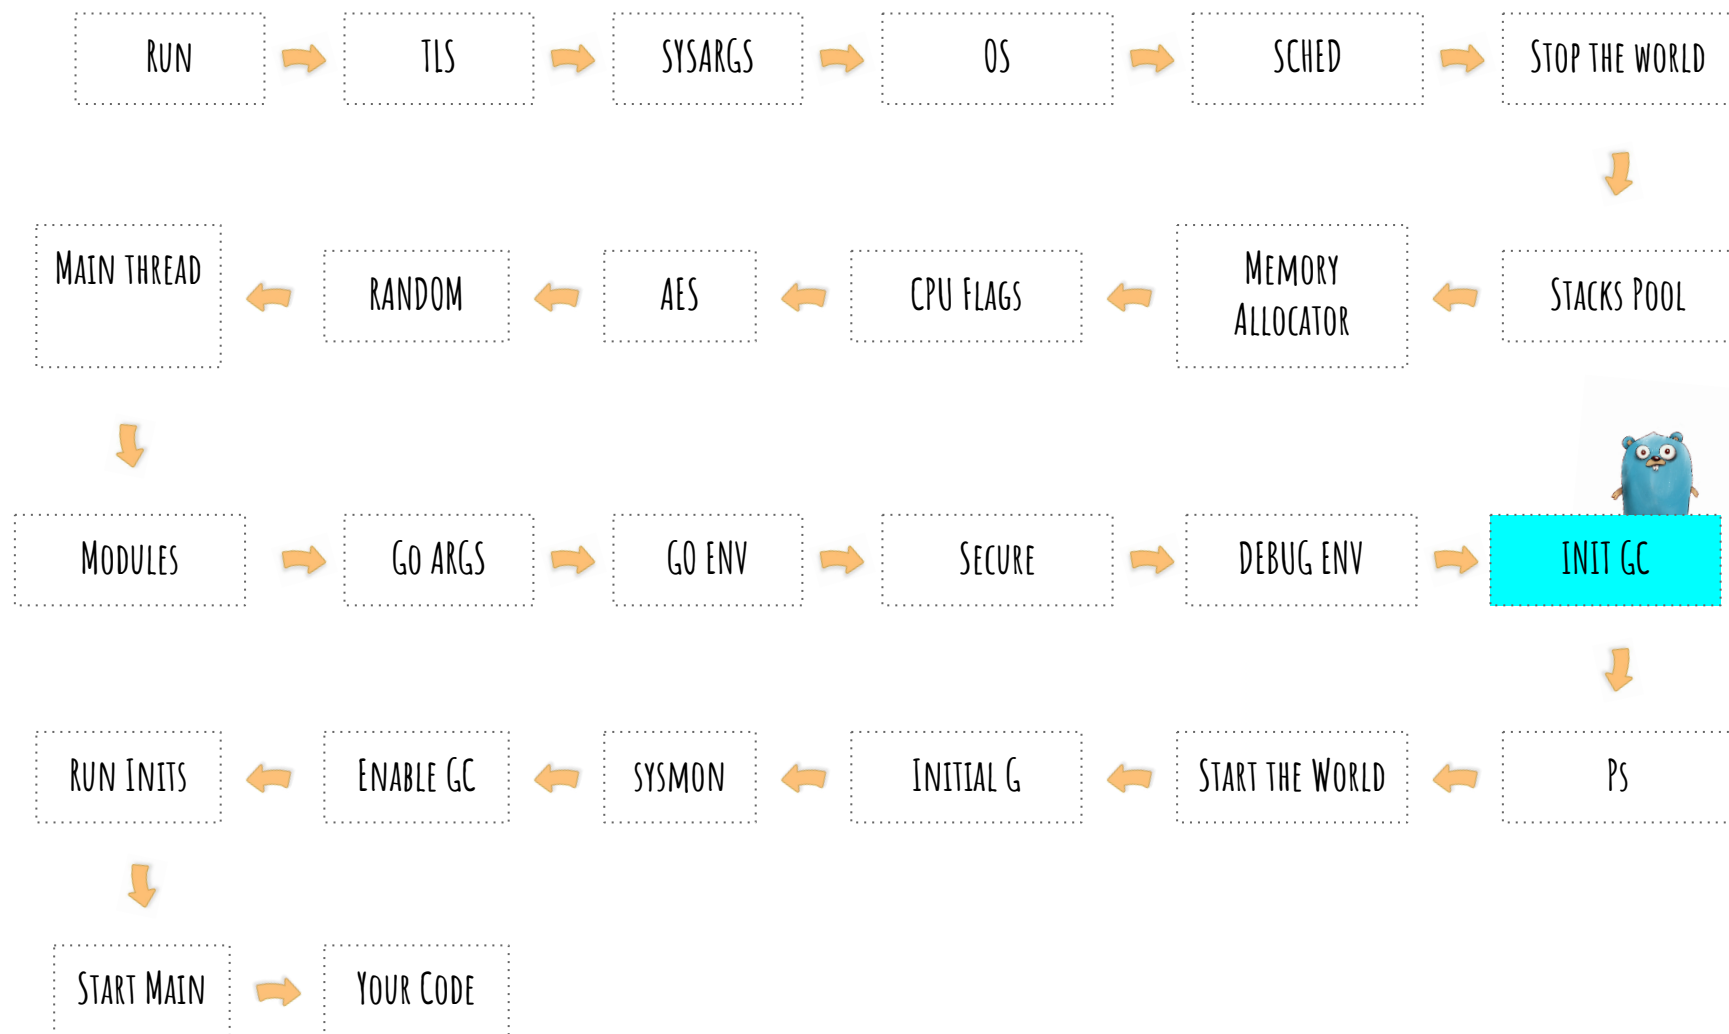 Run
TLS
SYSARGS
OS
SCHED
Stop the world
Main thread
RANDOM
AES
CPU Flags
Memory
Allocator
Stacks Pool
Modules
Go ARGS
GO ENV
Secure
DEBUG ENV
INIT GC
Run Inits
Enable GC
sysmon
Initial G
Start the World
Ps
Start Main
Your Code